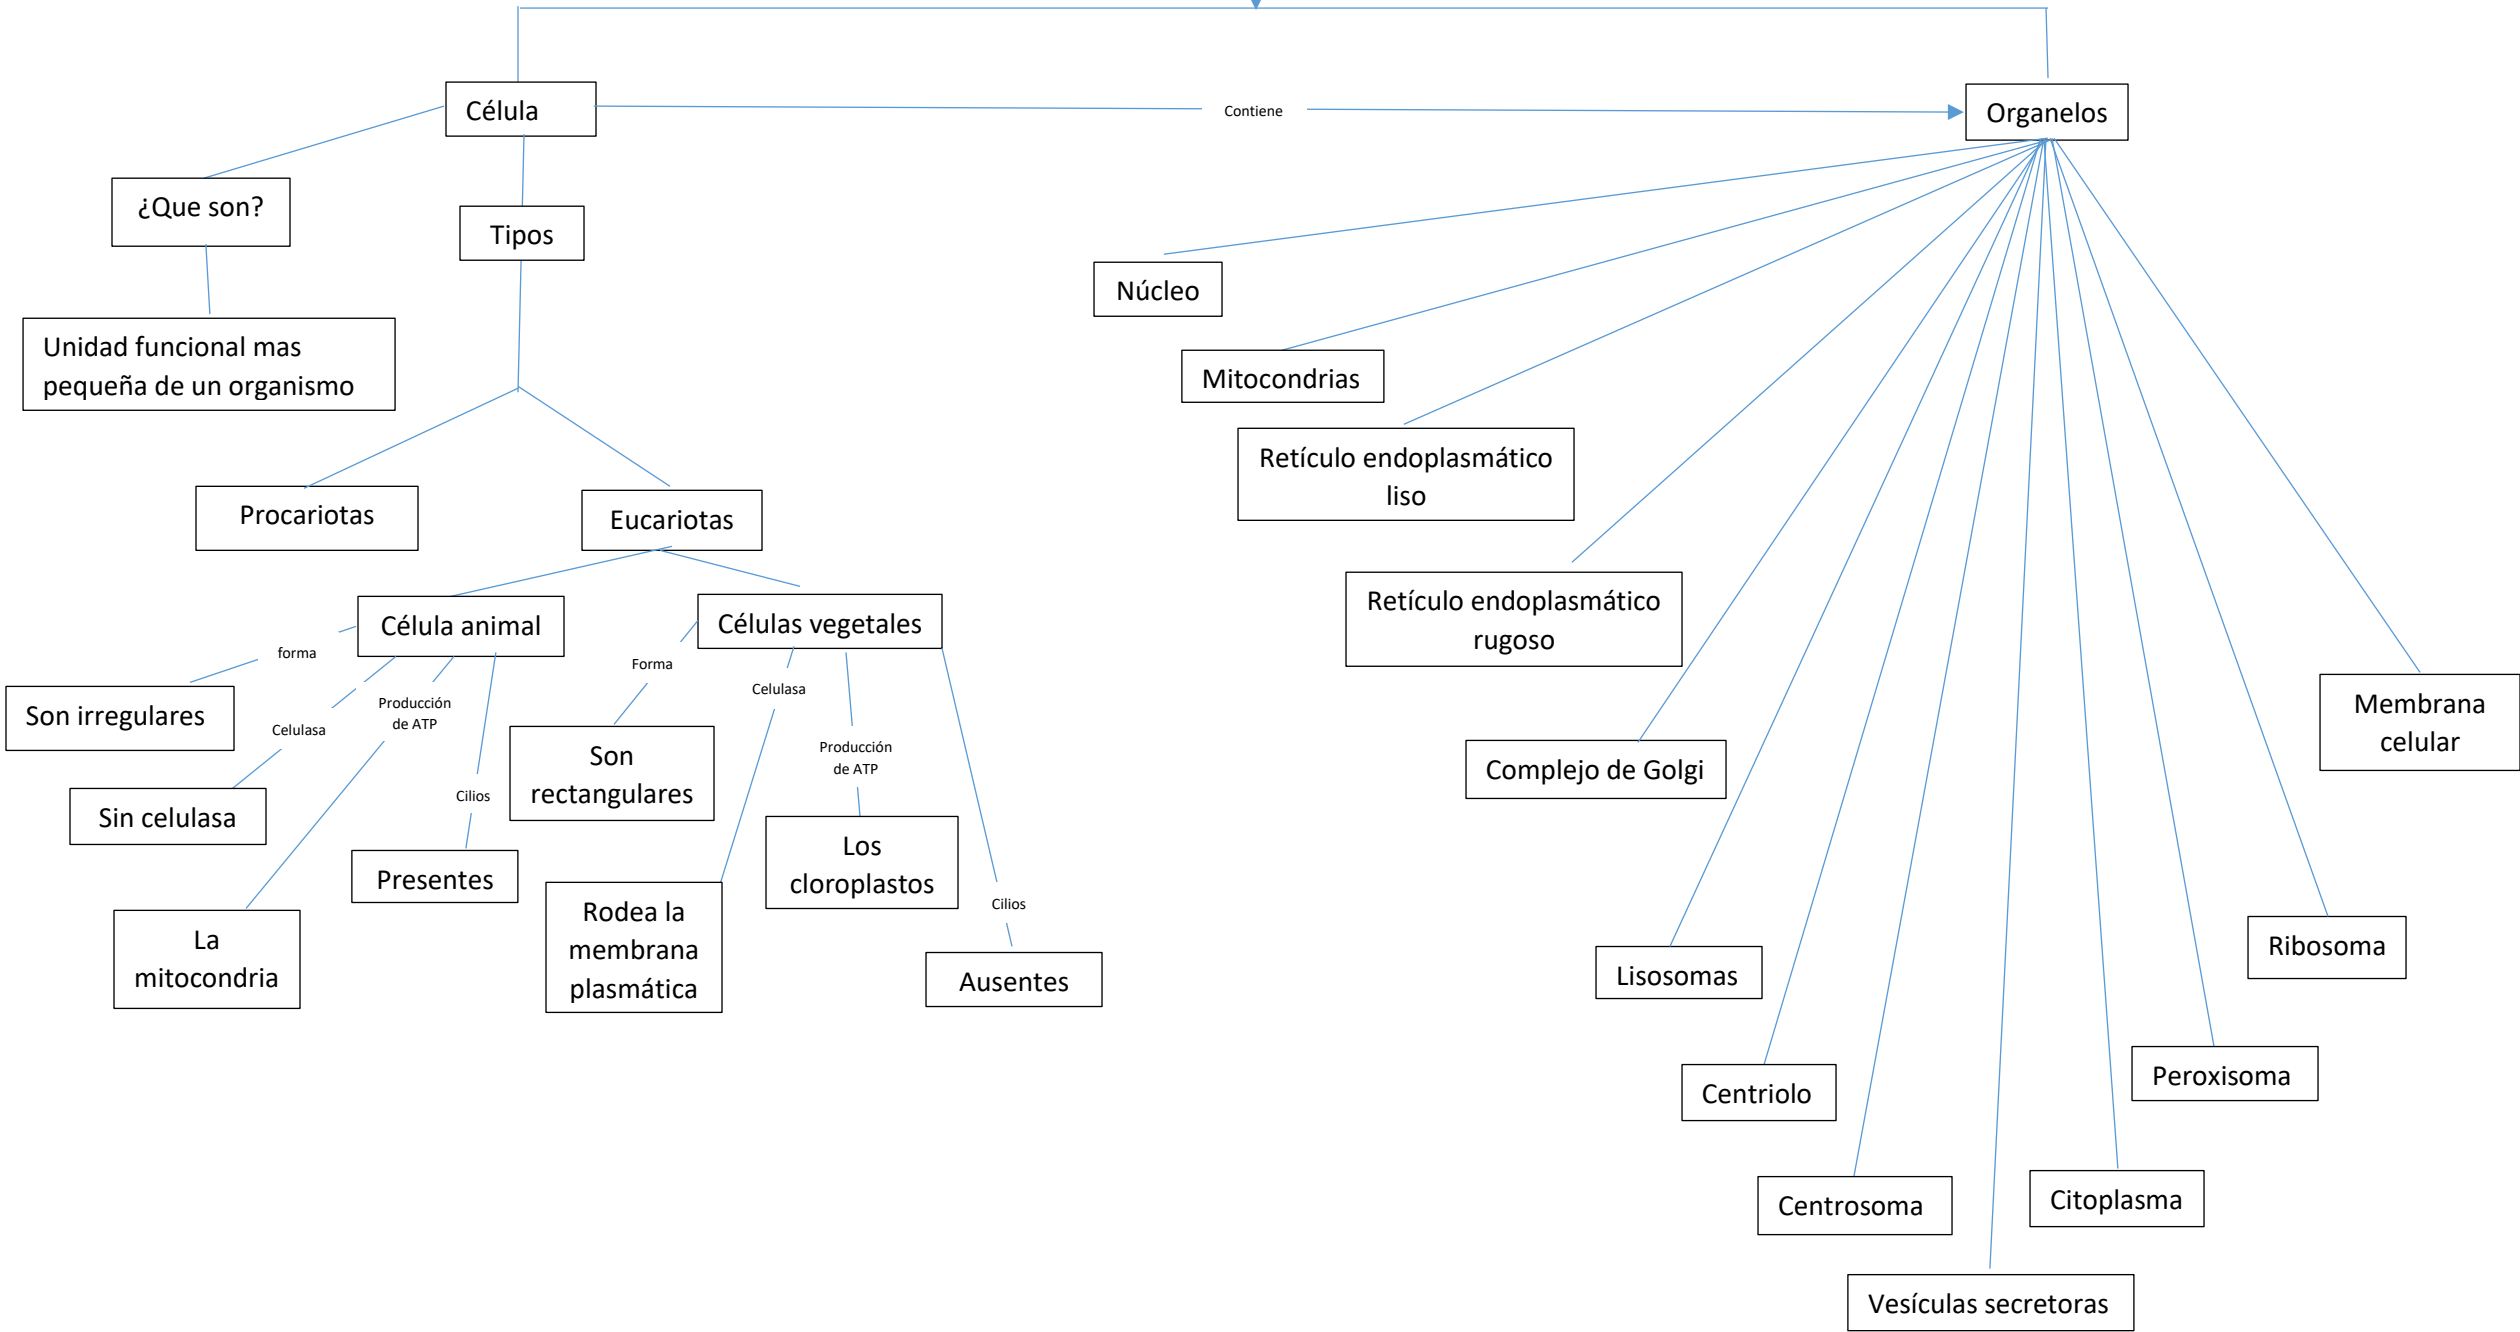 Célula
Contiene
Organelos
¿Que son?
Tipos
Unidad funcional mas
pequeña de un organismo
Procariotas
Eucariotas
Célula animal
Células vegetales
forma
Son irregulares
Celulasa
Sin celulasa
Producción
de ATP
La
mitocondria
Cilios
Presentes
Forma
Son
rectangulares
Celulasa
Rodea la
membrana
plasmática
Producción
de ATP
Los
cloroplastos
Cilios
Ausentes
Núcleo
Mitocondrias
Retículo endoplasmático
liso
Retículo endoplasmático
rugoso
Complejo de Golgi
Lisosomas
Centriolo
Centrosoma
Vesículas secretoras
Citoplasma
Peroxisoma
Ribosoma
Membrana
celular